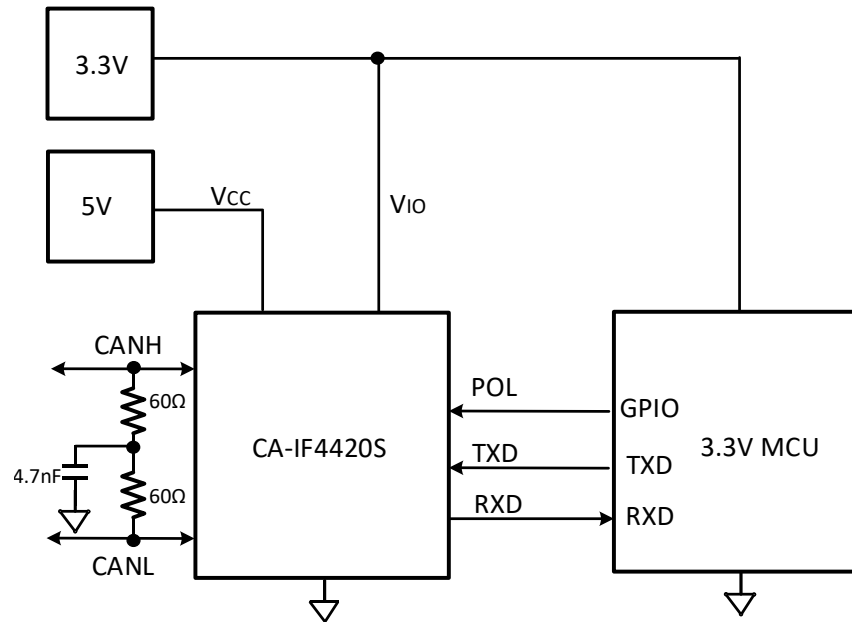 3.3V
5V
VCC
VIO
CANH
60Ω
4.7nF
60Ω
CANL
CA-IF4420S
POL
TXD
RXD
GPIO
TXD
RXD
3.3V MCU